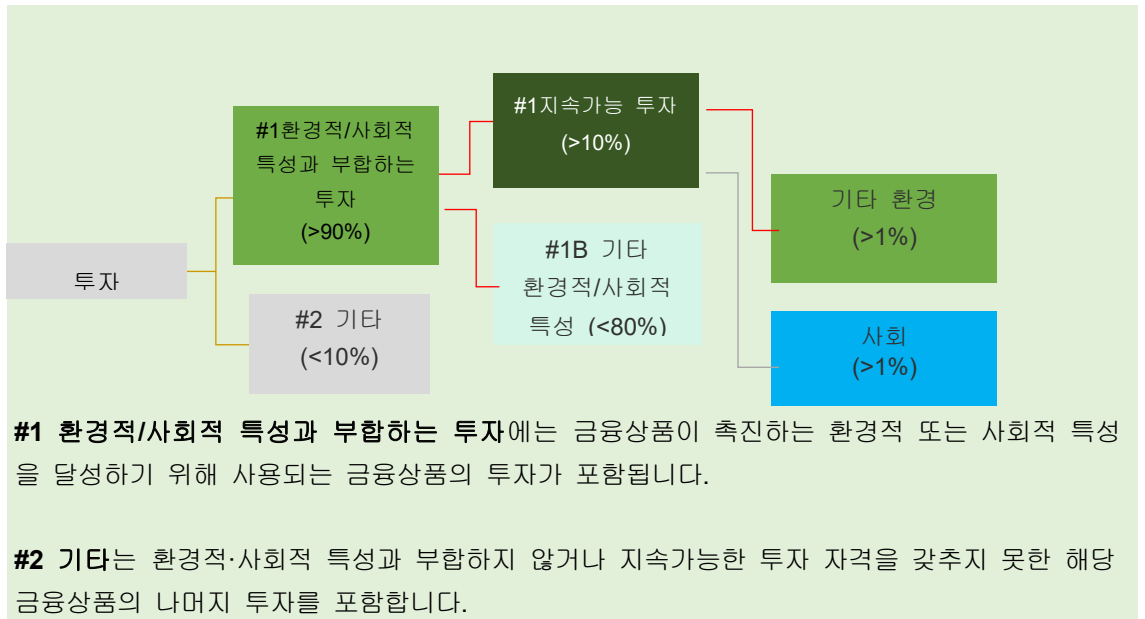 투자
#1환경적/사회적
특성과 부합하는
투자
(>90%)
#2 기타
(<10%)
#1지속가능 투자
(>10%)
#1B 기타
환경적/사회적
특성 (<80%)
기타 환경
(>1%)
사회
(>1%)
#1 환경적/사회적 특성과 부합하는 투자에는 금융상품이 촉진하는 환경적 또는 사회적 특성
을 달성하기 위해 사용되는 금융상품의 투자가 포함됩니다.
#2 기타는 환경적·사회적 특성과 부합하지 않거나 지속가능한 투자 자격을 갖추지 못한 해당
금융상품의 나머지 투자를 포함합니다.